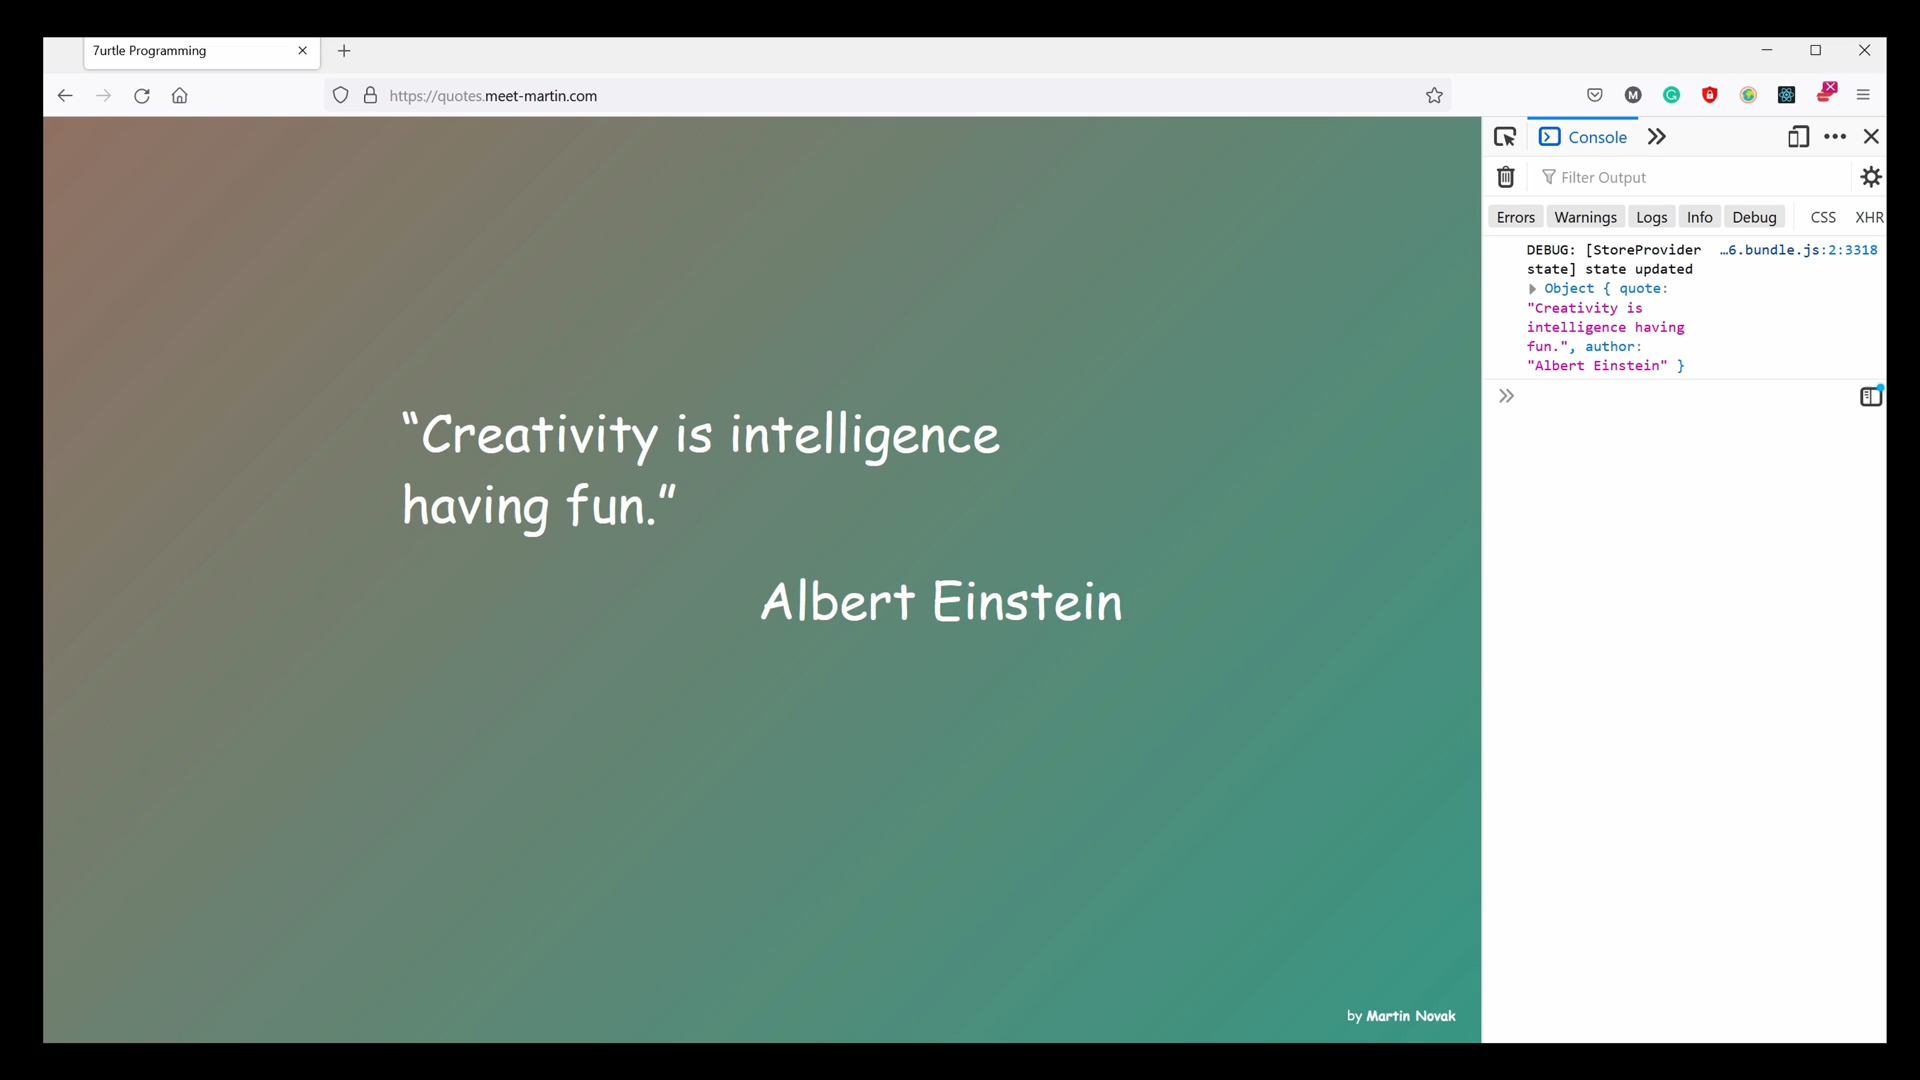 7urtle Programming
https://quotes.meet-martin.com
M
Console
Filter Output
Errors Warnings Logs Info Debug CSS XHR
DEBUG: [StoreProvider …6.bundle.js:2:3318
state] state updated
Object { quote:
"Creativity is
intelligence having
fun.", author:
"Albert Einstein" }
“Creativity is intelligence
having fun.”
Albert Einstein
by Martin Novak